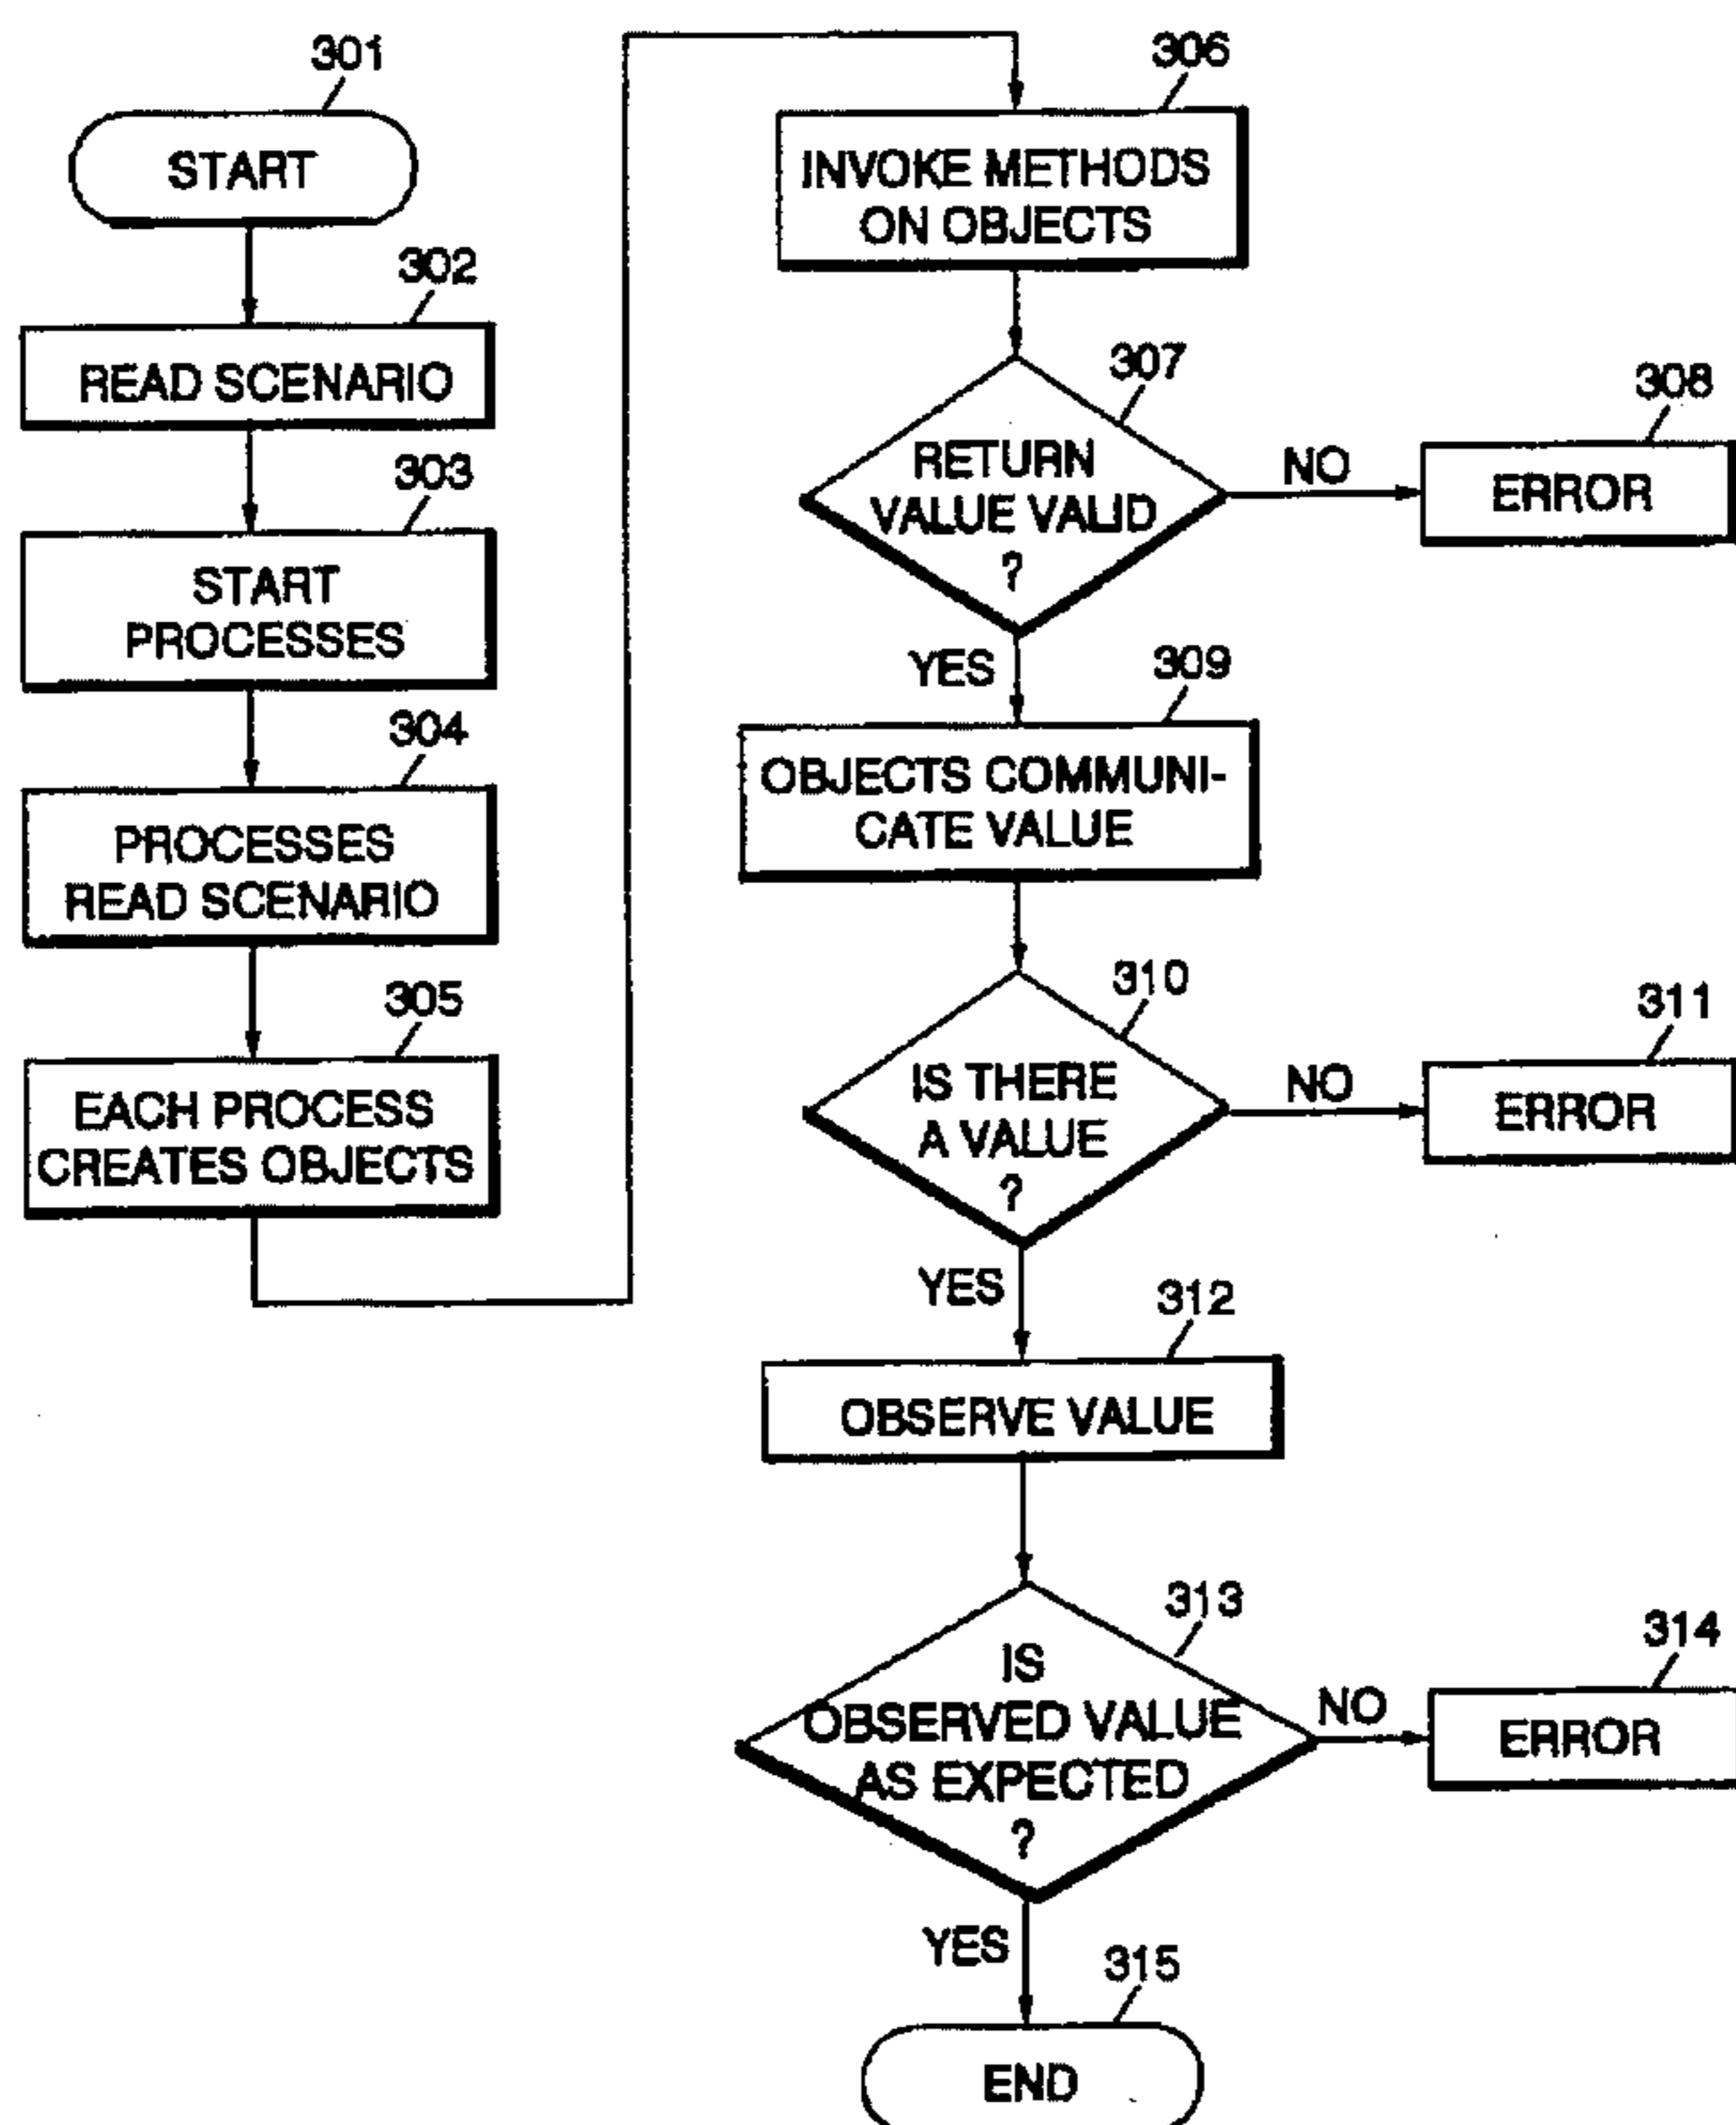 301
START
302
READ SCENARIO
303
START
PROCESSES
304
PROCESSES
READ SCENARIO
305
EACH PROCESS
CREATES OBJECTS
306
INVOKE METHODS
ON OBJECTS
307
RETURN
VALUE VALID
?
NO
308
ERROR
YES
309
OBJECTS COMMUNI-
CATE VALUE
310
IS THERE
A VALUE
?
NO
311
ERROR
YES
312
OBSERVE VALUE
313
IS
OBSERVED VALUE
AS EXPECTED
?
NO
314
ERROR
YES
315
END